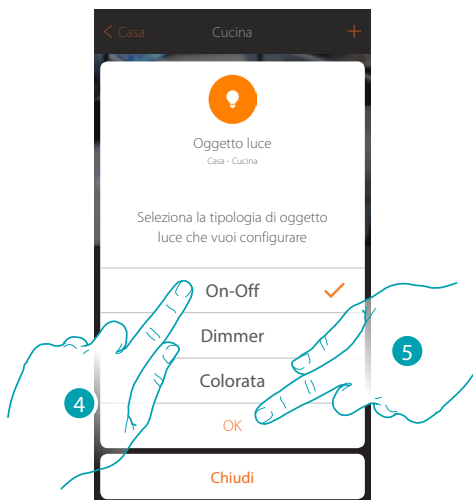 Casa
Cucina
+
Oggetto luce
Casa - Cucina
Seleziona la tipologia di oggetto
luce che vuoi configurare
On-Off
Dimmer
Colorata
OK
Chiudi
4
5